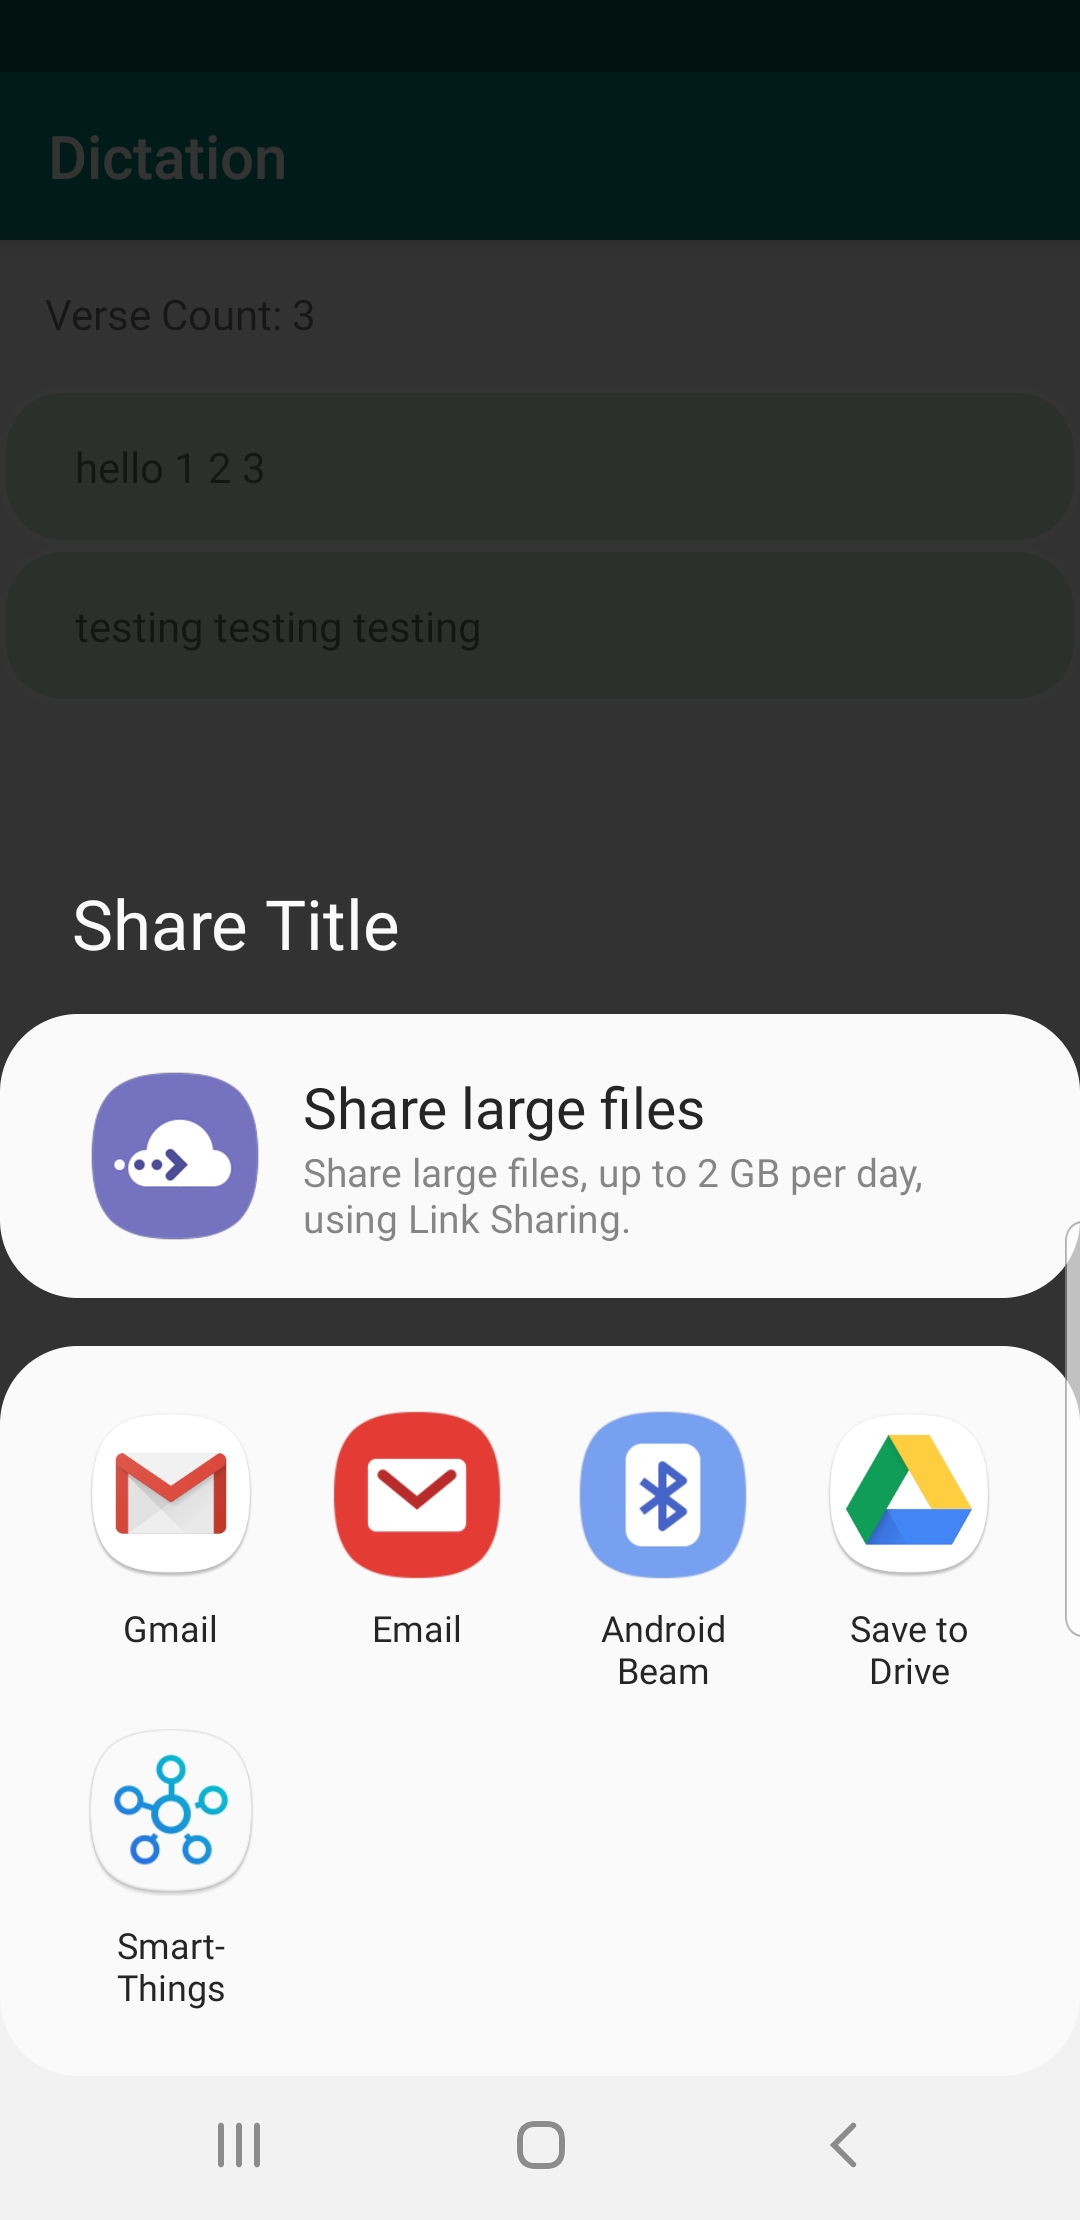 Dictation
Verse Count: 3
hello 1 2 3
testing testing testing
Share Title
Share large files
Share large files, up to 2 GB per day,
using Link Sharing.
Gmail
Email
Android
Beam
Save to
Drive
Smart-
Things